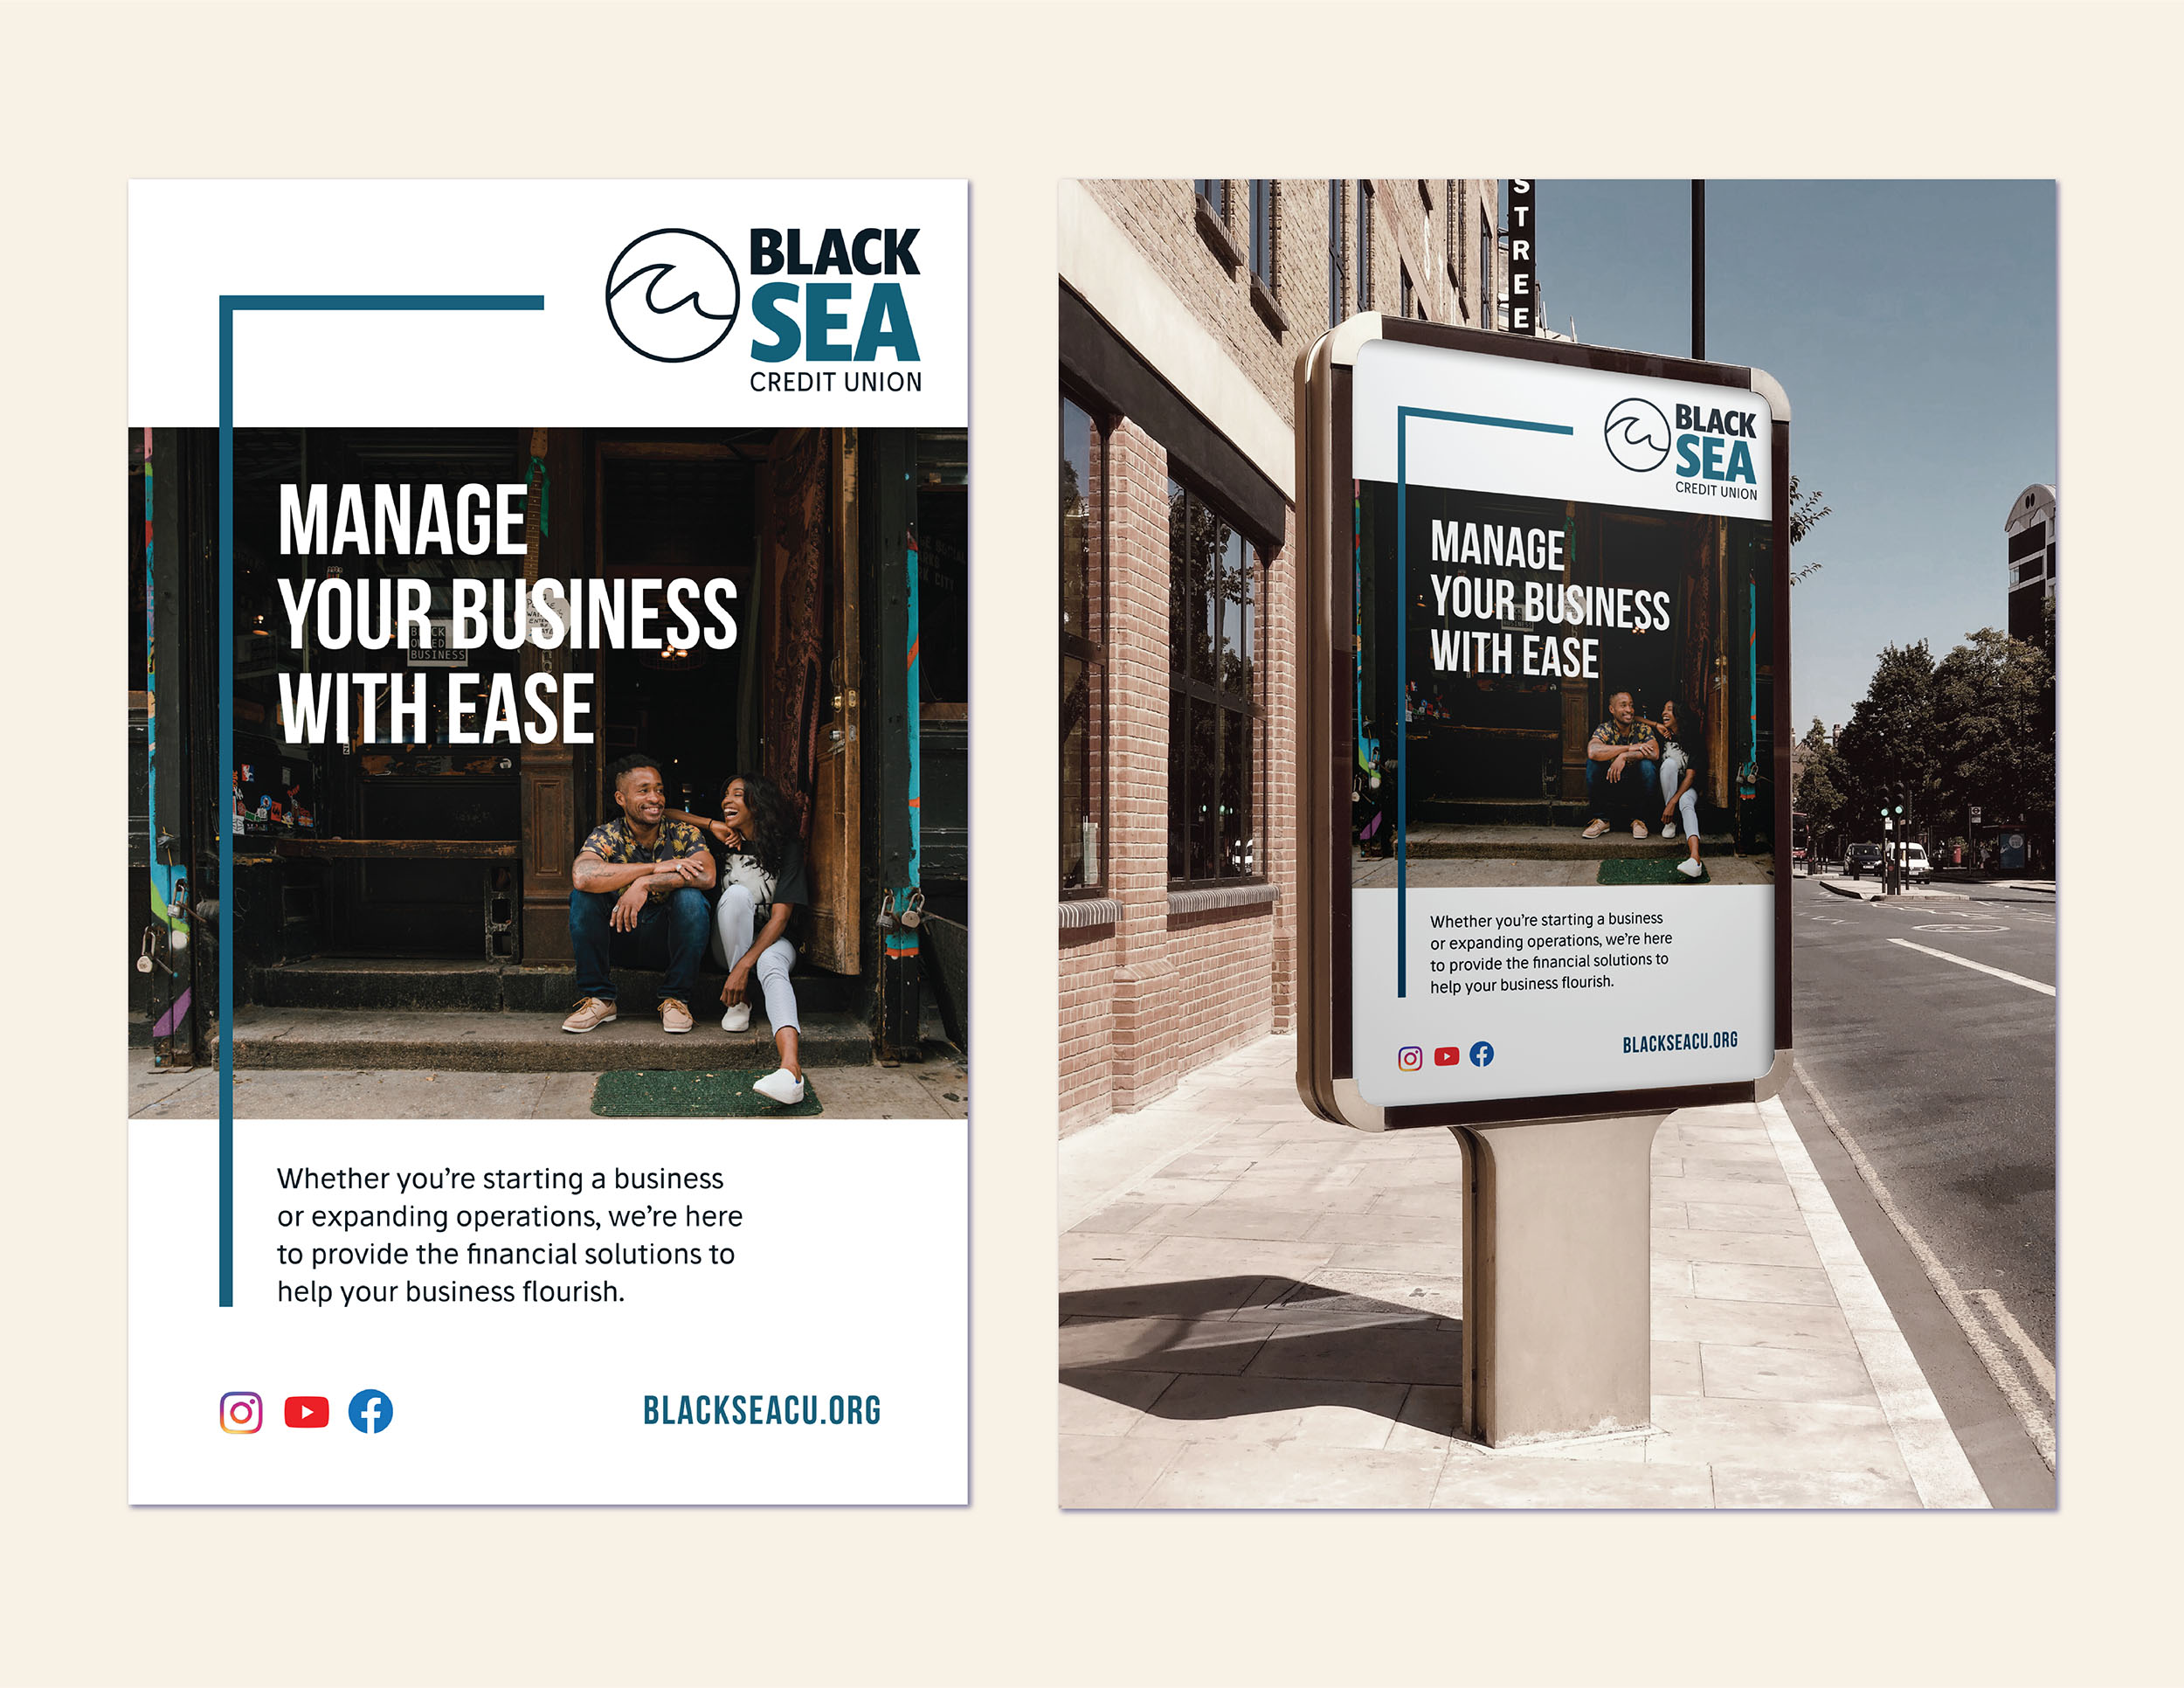 BLACK
SEA
CREDIT UNION
MANAGE
YOUR BUSINESS
WITH EASE
BLACK
OWNED
BUSINESS
Whether you're starting a business
or expanding operations, we're here
to provide the financial solutions to
help your business flourish.
BLACKSEACU.ORG
STREE
BLACK
SEA
CREDIT UNION
MANAGE
YOUR BUSINESS
WITH EASE
Whether you're starting a business
or expanding operations, we're here
to provide the financial solutions to
help your business flourish.
BLACKSEACU.ORG